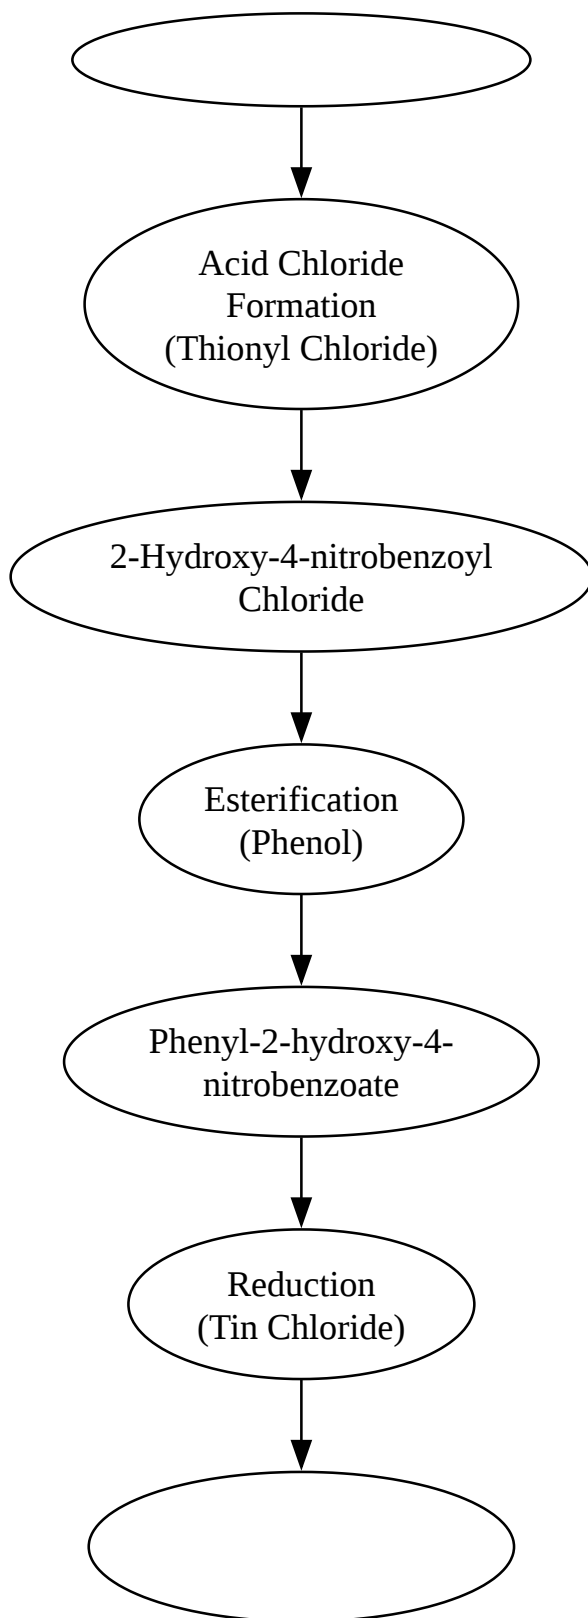 Acid Chloride
Formation
(Thionyl Chloride)
2-Hydroxy-4-nitrobenzoyl
Chloride
Esterification
(Phenol)
Phenyl-2-hydroxy-4-
nitrobenzoate
Reduction
(Tin Chloride)